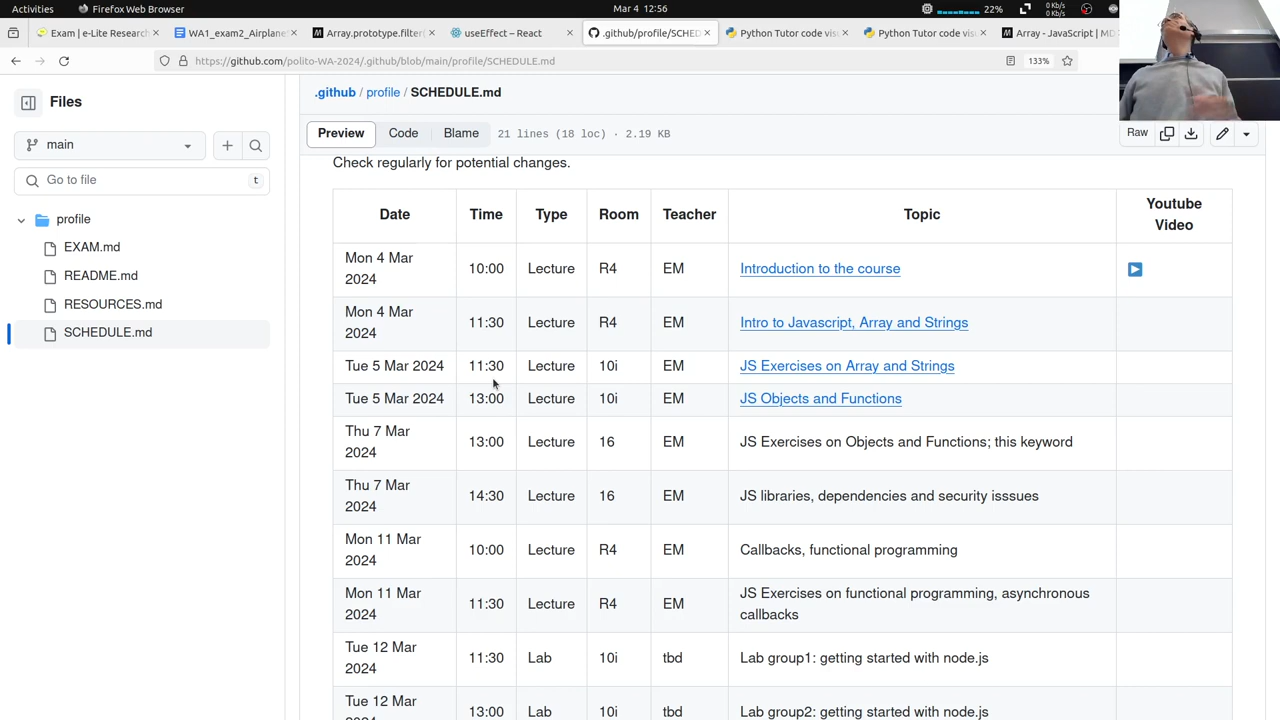 Activities
Firefox Web Browser
Mar 4 12:56
22%
0 Kb/s
0 Kb/s
Exam | e-Lite Research
WA1_exam2_Airplane
Array.prototype.filter(
useEffect – React
.github/profile/SCHED
Python Tutor code vis
Python Tutor code vis
Array - JavaScript | MD
https://github.com/polito-WA-2024/.github/blob/main/profile/SCHEDULE.md
133%
Files
main
Go to file
t
profile
EXAM.md
README.md
RESOURCES.md
SCHEDULE.md
.github / profile / SCHEDULE.md
Preview Code Blame 21 lines (18 loc) · 2.19 KB
Raw
Check regularly for potential changes.
Date Time Type Room Teacher Topic Youtube
Video
Mon 4 Mar
2024 10:00 Lecture R4 EM Introduction to the course
Mon 4 Mar
2024 11:30 Lecture R4 EM Intro to Javascript, Array and Strings
Tue 5 Mar 2024 11:30 Lecture 10i EM JS Exercises on Array and Strings
Tue 5 Mar 2024 13:00 Lecture 10i EM JS Objects and Functions
Thu 7 Mar
2024 13:00 Lecture 16 EM JS Exercises on Objects and Functions; this keyword
Thu 7 Mar
2024 14:30 Lecture 16 EM JS libraries, dependencies and security isssues
Mon 11 Mar
2024 10:00 Lecture R4 EM Callbacks, functional programming
Mon 11 Mar
2024 11:30 Lecture R4 EM JS Exercises on functional programming, asynchronous
callbacks
Tue 12 Mar
2024 11:30 Lab 10i tbd Lab group1: getting started with node.js
Tue 12 Mar
2024 13:00 Lab 10i tbd Lab group2: getting started with node.js